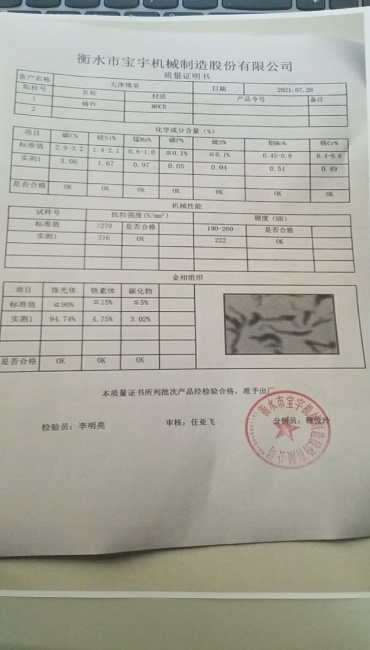 衡水市宝宇机械制造股份有限公司
质量证明书
客户名称 天津博昊 日期 2021.07.28
取样号 名称 材质 产品令号 备注
1 铸件 MOCR
2
化学成分含量(%)
项目 碳C% 硅Si% 锰Mn% 磷P% 硫S% 钼Mo% 铬Cr%
标准值 2.9-3.2 1.4-2.1 0.8-1.0 ≤0.1% ≤0.1% 0.45-0.8 0.4-0.6
实测1 3.06 1.67 0.97 0.05 0.04 0.51 0.49
是否合格 OK OK OK OK OK OK OK
机械性能
试样号 抗拉强度(N/mm²) 硬度(HB)
标准值 ≥270 是否合格 190-260 是否合格
实测1 316 OK 222 OK
金相组织
项目 珠光体 铁素体 碳化物
标准值 ≥90% ≤15% ≤5%
实测1 94.74% 4.75% 3.02%
是否合格 OK OK OK
本质量证书所列批次产品经检验合格,准予出厂
检验员:李明亮 审核:任亚飞
衡水市宝宇机械制造股份有限公司